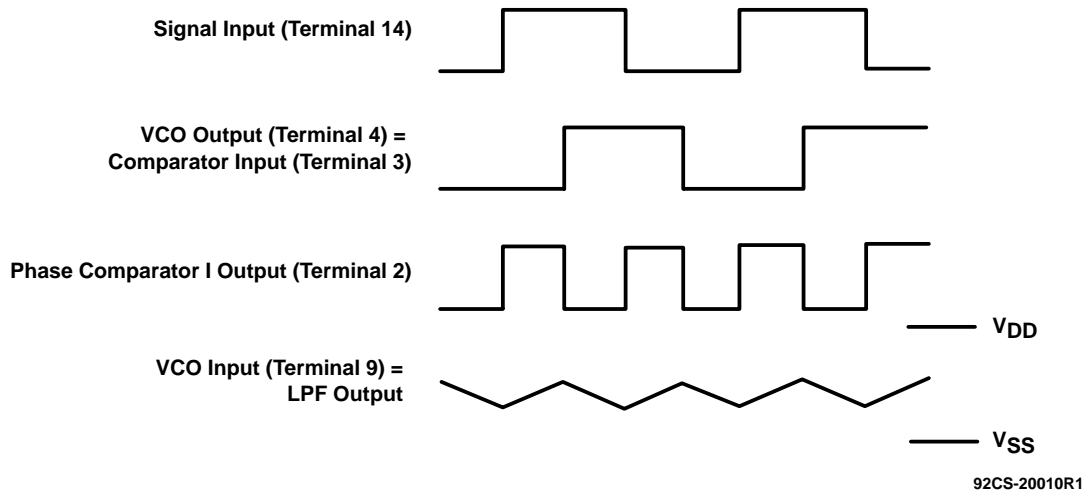 Signal Input (Terminal 14)
VCO Output (Terminal 4) =
Comparator Input (Terminal 3)
Phase Comparator I Output (Terminal 2)
VDD
VCO Input (Terminal 9) =
LPF Output
VSS
92CS-20010R1